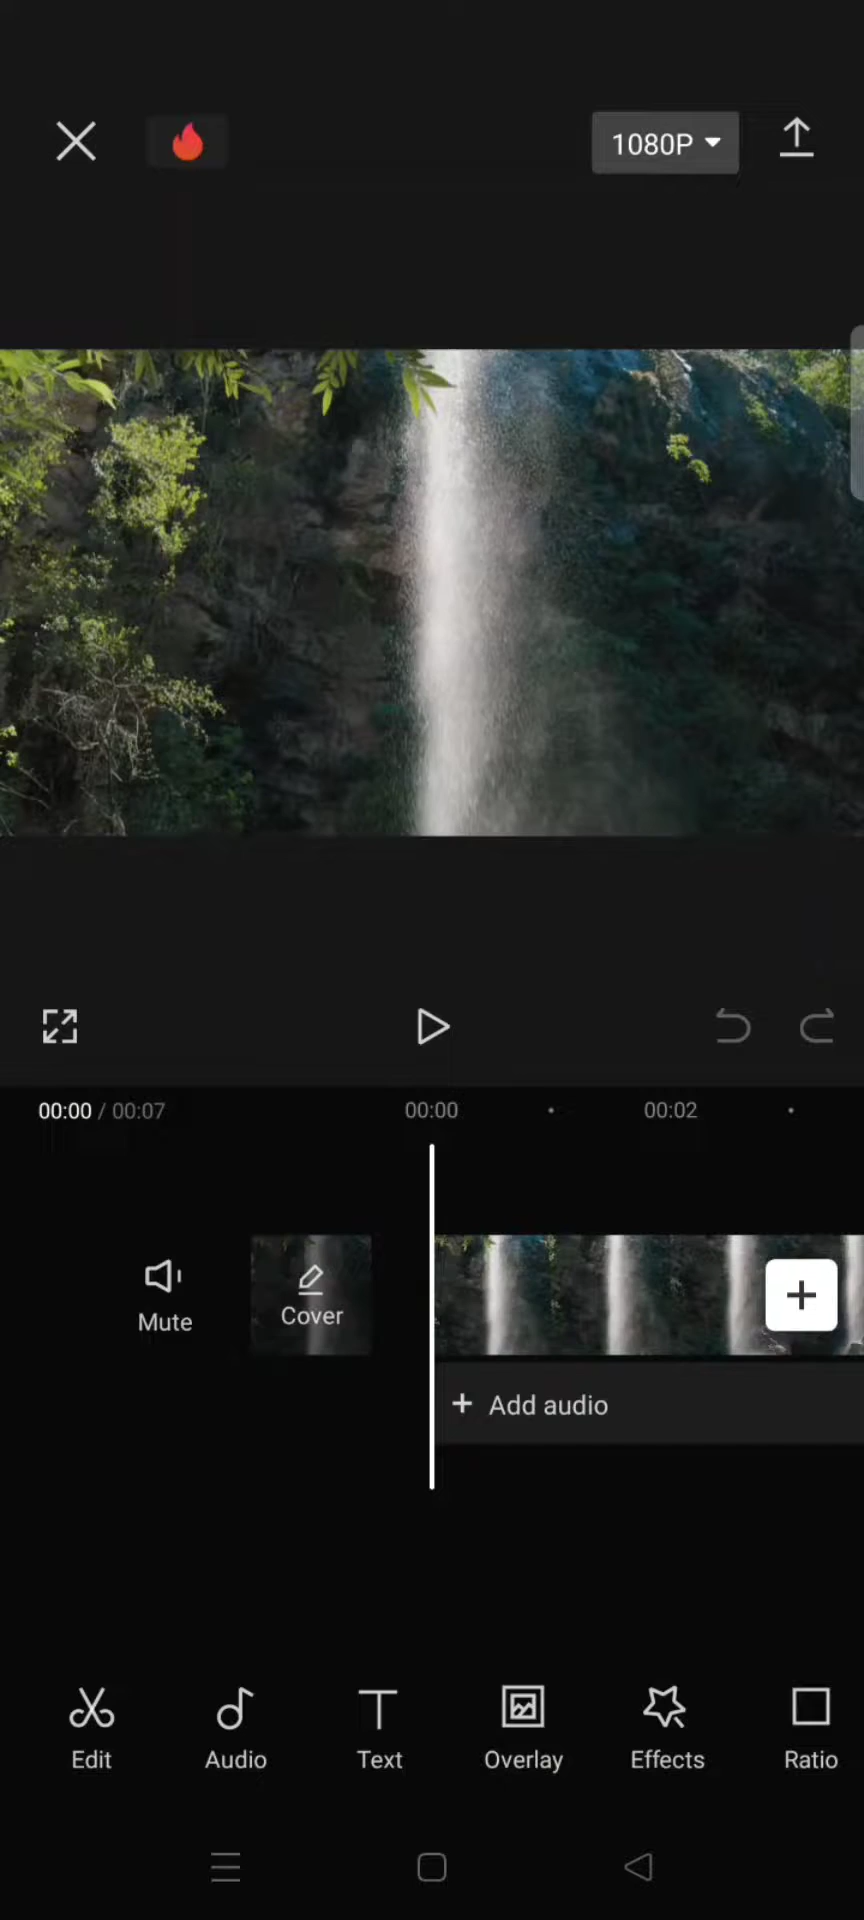 1080P
00:00 / 00:07
00:00
00:02
Mute
Cover
+ Add audio
Edit
Audio
Text
Overlay
Effects
Ratio